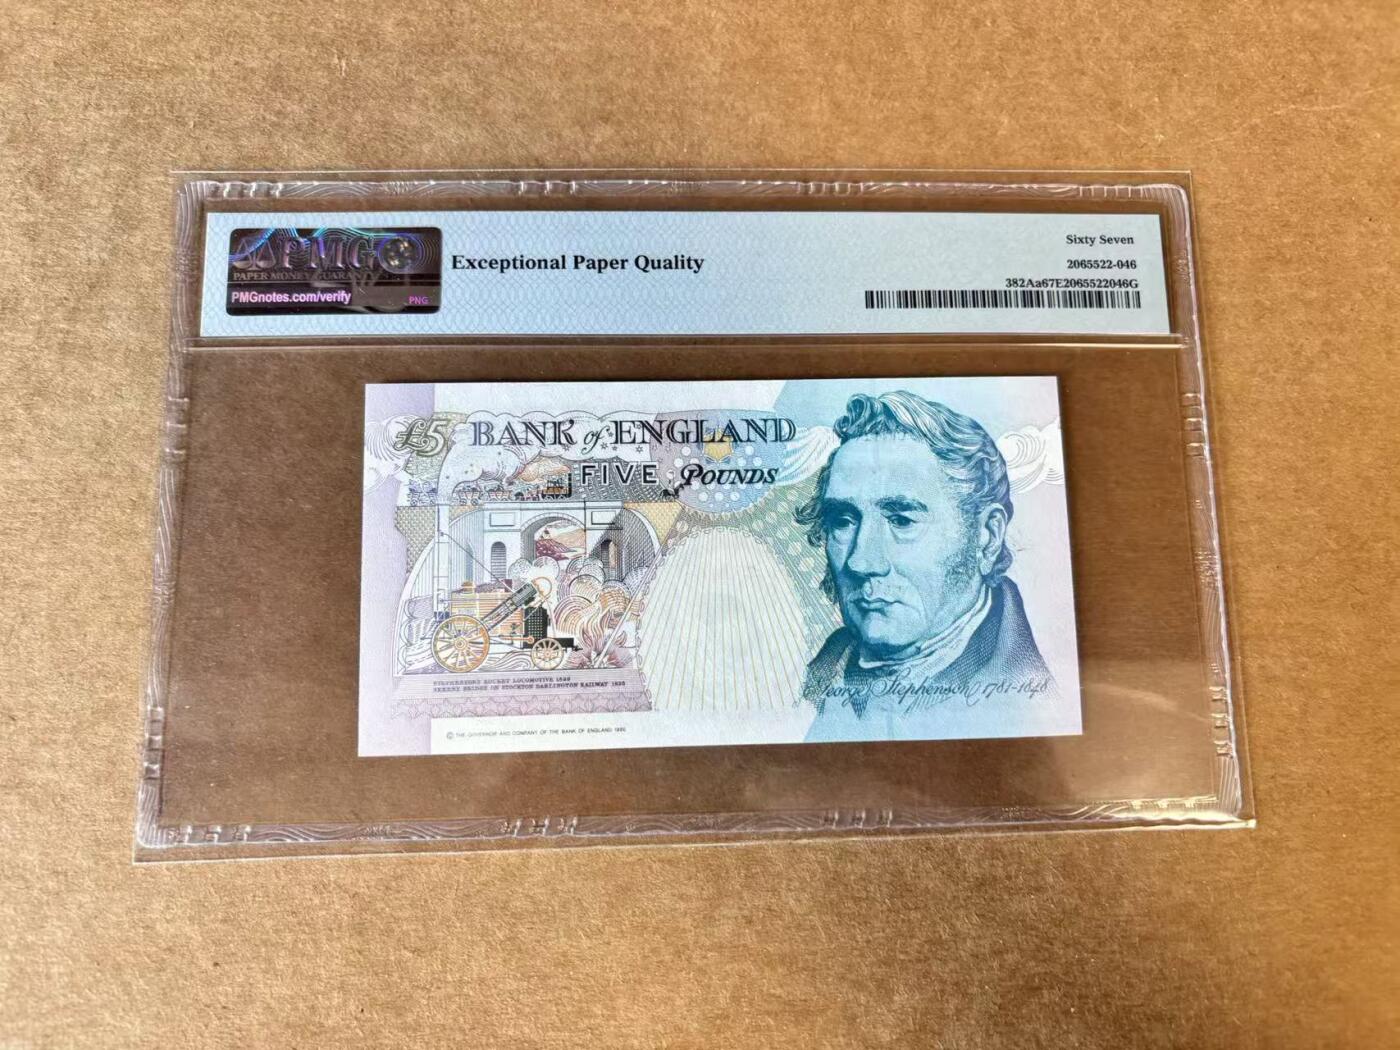 PMG
PAPER MONEY GUARANTY
PMGnotes.com/verify
PNG
Exceptional Paper Quality
Sixty Seven
2065522-046
382Aa67E2065522046G
£5 BANK of ENGLAND
FIVE POUNDS
STEPHENSONS ROCKET LOCOMOTIVE 1829
SKERNE BRIDGE ON STOCKTON DARLINGTON RAILWAY 1825
© THE GOVERNOR AND COMPANY OF THE BANK OF ENGLAND 1990
George Stephenson 1781-1848